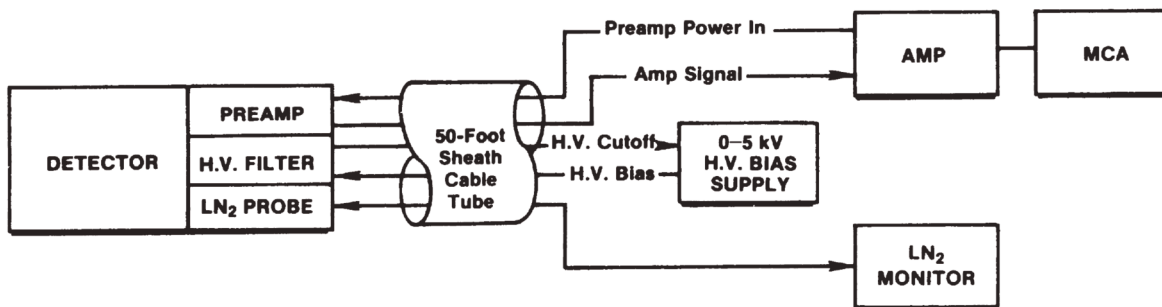 Preamp Power In
AMP
MCA
Amp Signal
DETECTOR
PREAMP
H.V. FILTER
LN₂ PROBE
50-Foot
Sheath
Cable
Tube
H.V. Cutoff
H.V. Bias
0–5 kV
H.V. BIAS
SUPPLY
LN₂
MONITOR